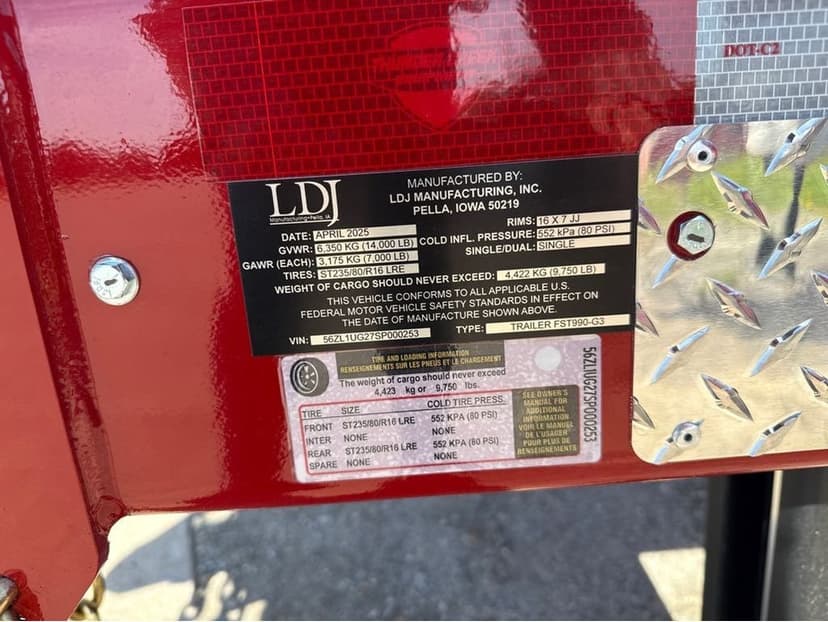 DOT-C2
LDJ
Manufacturing-Pella, IA
MANUFACTURED BY:
LDJ MANUFACTURING, INC.
PELLA, IOWA 50219
DATE: APRIL 2025
GVWR: 6,350 KG (14,000 LB)
GAWR (EACH): 3,175 KG (7,000 LB)
TIRES: ST235/80/R16 LRE
RIMS: 16 X 7 JJ
COLD INFL. PRESSURE: 552 kPa (80 PSI)
SINGLE/DUAL: SINGLE
WEIGHT OF CARGO SHOULD NEVER EXCEED: 4,422 KG (9,750 LB)
THIS VEHICLE CONFORMS TO ALL APPLICABLE U.S.
FEDERAL MOTOR VEHICLE SAFETY STANDARDS IN EFFECT ON
THE DATE OF MANUFACTURE SHOWN ABOVE.
VIN: 56ZL1UG27SP000253 TYPE: TRAILER FST990-G3
TIRE AND LOADING INFORMATION
RENSEIGNEMENTS SUR LES PNEUS ET LE CHARGEMENT
The weight of cargo should never exceed
4,423 kg or 9,750 lbs.
TIRE SIZE COLD TIRE PRESS.
FRONT ST235/80/R16 LRE 552 KPA (80 PSI)
INTER NONE NONE
REAR ST235/80/R16 LRE 552 KPA (80 PSI)
SPARE NONE NONE
SEE OWNER'S
MANUAL FOR
ADDITIONAL
INFORMATION
VOIR LE MANUEL
DE L'USAGER
POUR PLUS DE
RENSEIGNEMENTS
56ZL1UG27SP000253